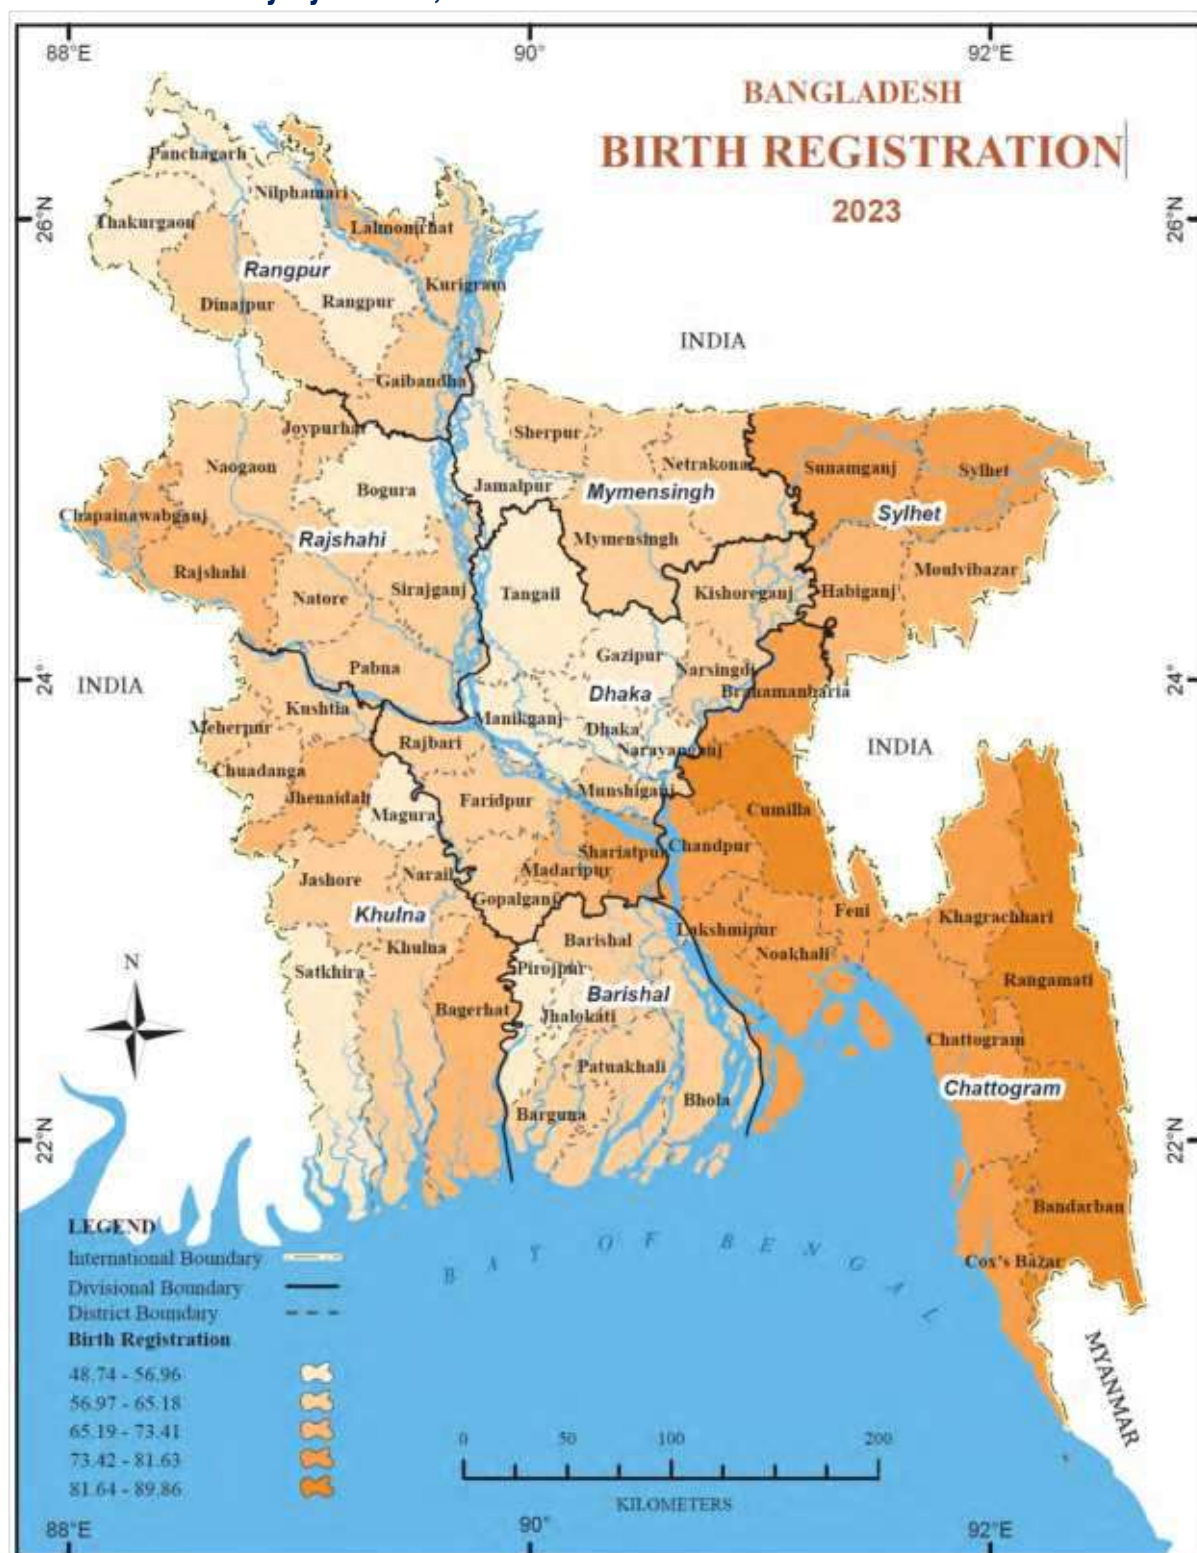 88°E
90°
92°E
BANGLADESH
BIRTH REGISTRATION
2023
26°N
26°N
Panchagarh
Nilphamari
Thakurgaon
Lalmonirhat
Rangpur
Kurigram
Dinajpur
Rangpur
INDIA
Gaibandha
Joypurhat
Sherpur
Naogaon
Netrakona
Sunamganj
Sylhet
Bogura
Jamalpur
Mymensingh
Chapainawabganj
Sylhet
Rajshahi
Mymensingh
Rajshahi
Moulvibazar
Natore
Sirajganj
Tangail
Kishoreganj
Habiganj
Gazipur
Pabna
Narsingdi
24°
INDIA
Dhaka
Brahamanbaria
24°
Kushtia
Meherpur
Manikganj
Dhaka
Rajbari
Narayanganj
INDIA
Chuadanga
Jhenaidah
Faridpur
Munshiganj
Magura
Cumilla
Shariatpur
Chandpur
Jashore
Narail
Madaripur
Gopalganj
Khulna
Feni
Khagrachhari
Khulna
Barishal
Lakshmipur
Noakhali
N
Satkhira
Pirojpur
Rangamati
Barishal
Bagerhat
Jhalokati
Chattogram
Patuakhali
Chattogram
Bhola
Barguna
22°N
22°N
Bandarban
LEGEND
International Boundary
Divisional Boundary
District Boundary
Birth Registration
48.74 - 56.96
56.97 - 65.18
65.19 - 73.41
73.42 - 81.63
81.64 - 89.86
BAY OF BENGAL
Cox's Bazar
MYANMAR
0 50 100 200
KILOMETERS
88°E
90°
92°E